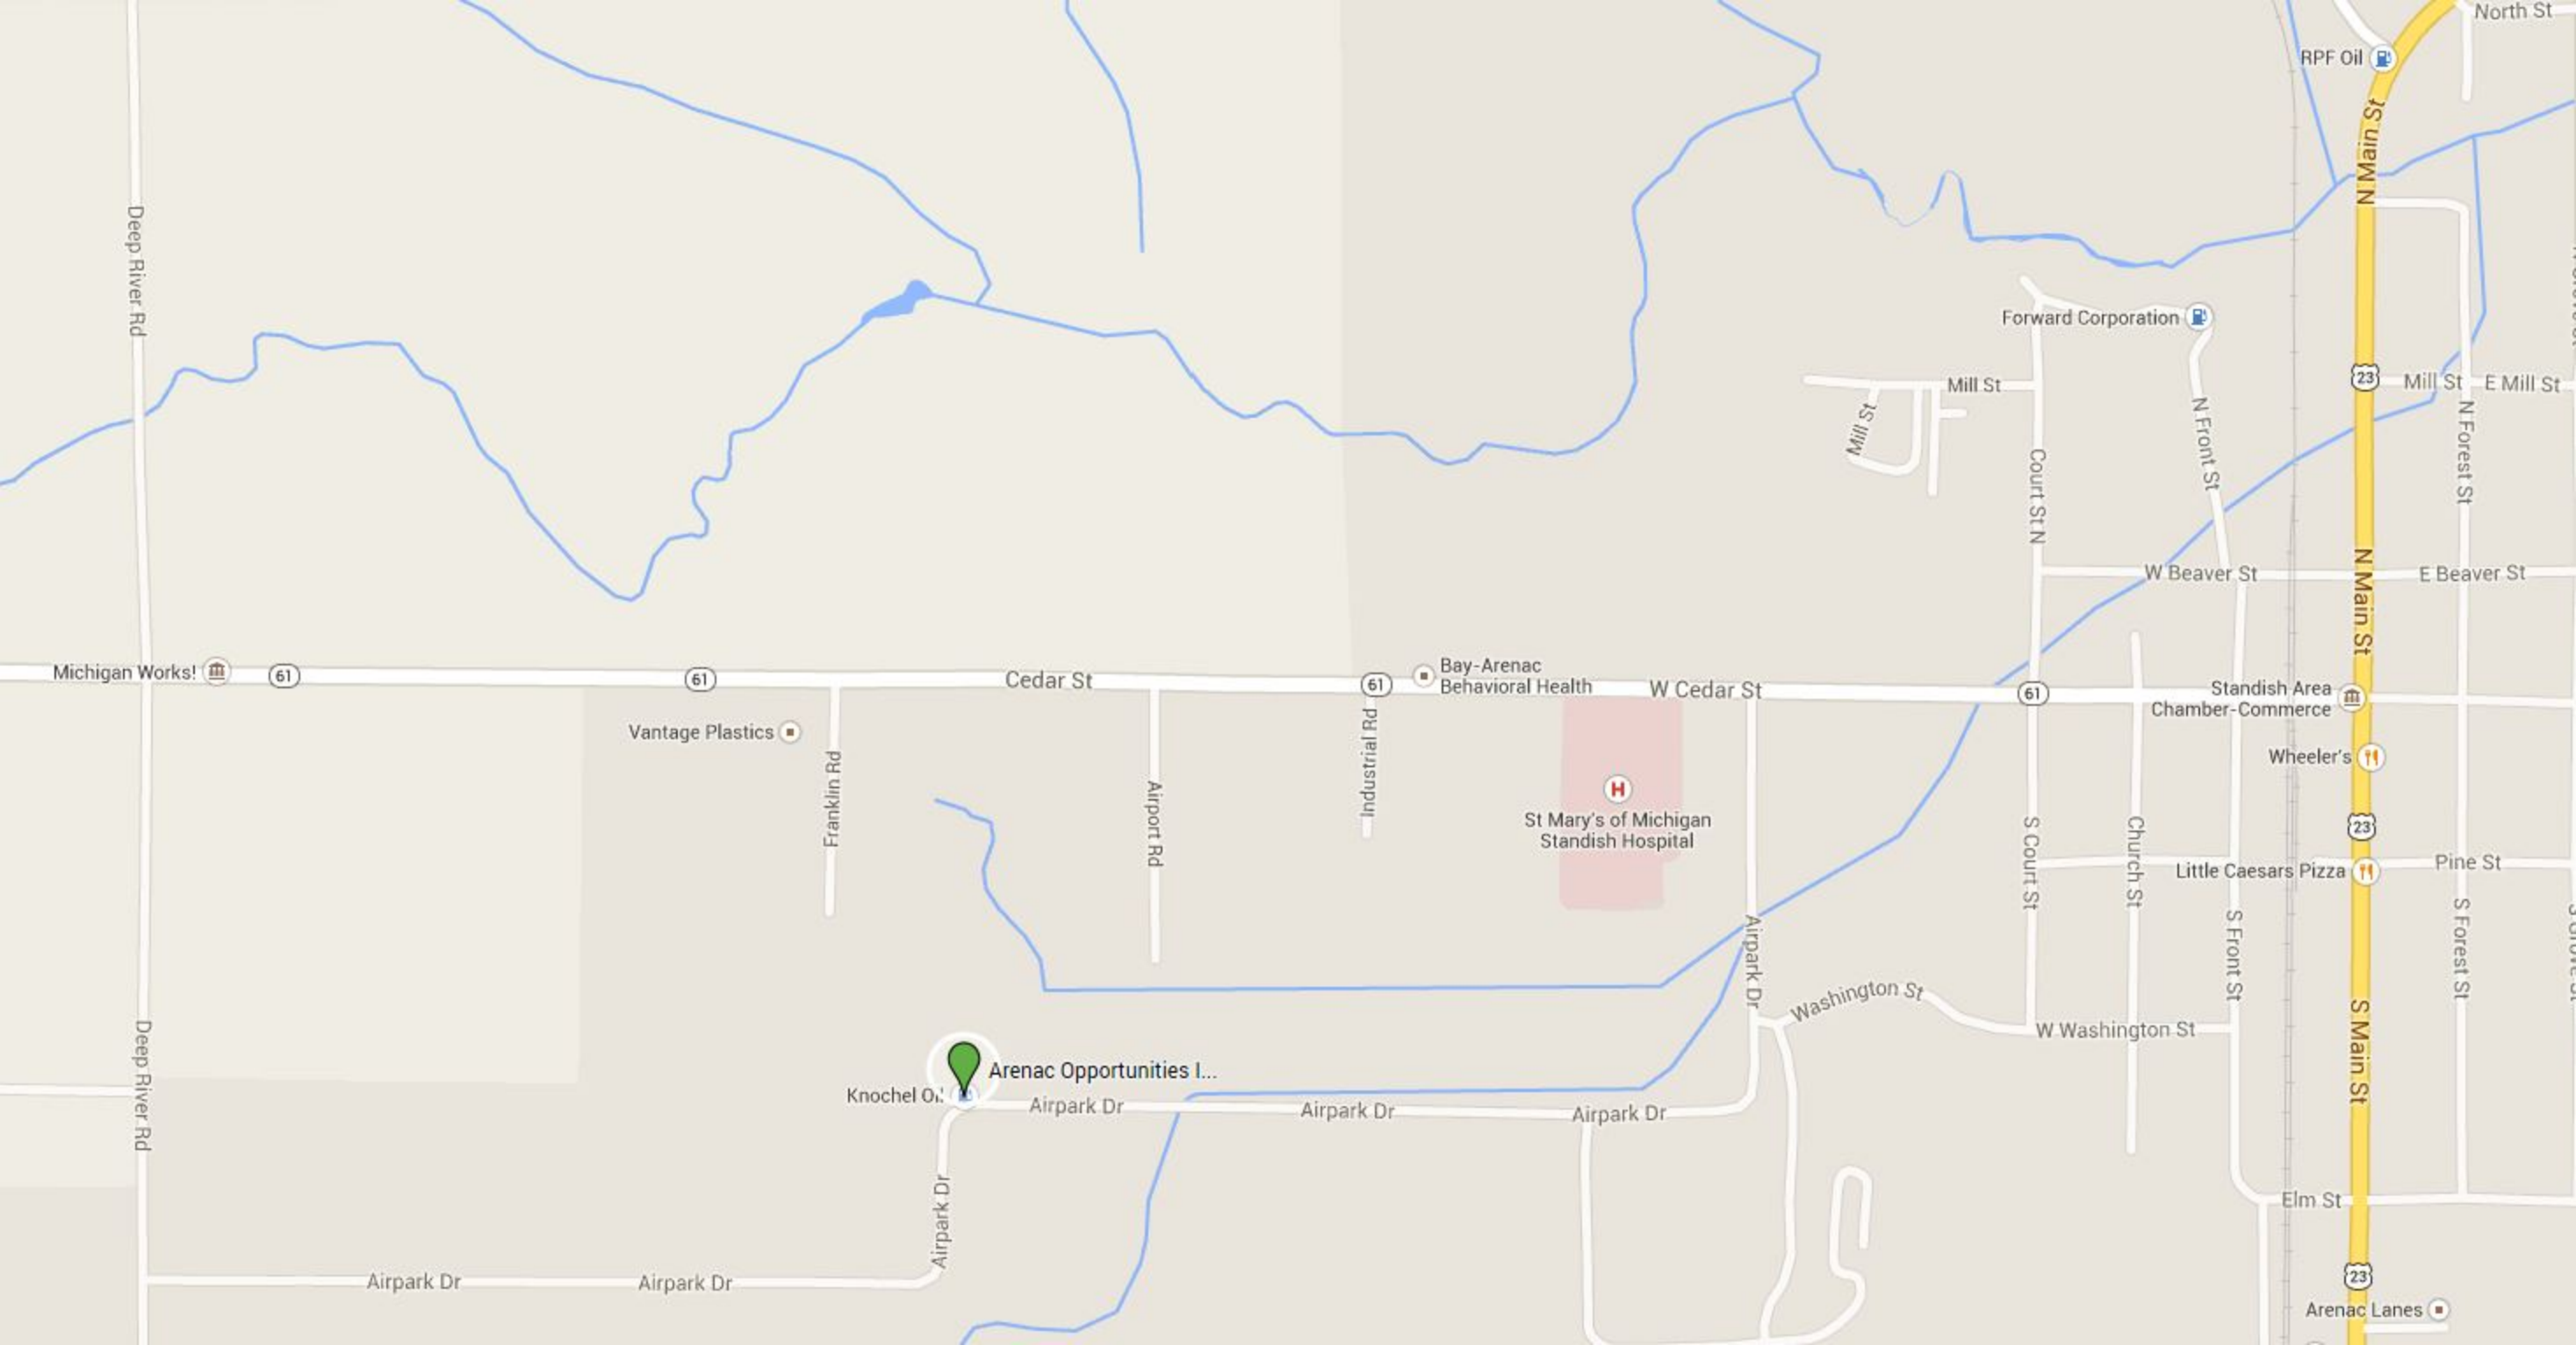 North St
RPF Oil
N Main St
Deep River Rd
Forward Corporation
23
Mill St
Mill St
E Mill St
Mill St
N Front St
N Forest St
Court St N
W Beaver St
E Beaver St
N Main St
Michigan Works!
61
61
Cedar St
61
Bay-Arenac
Behavioral Health
W Cedar St
61
Standish Area
Chamber-Commerce
Vantage Plastics
Franklin Rd
Airport Rd
Industrial Rd
Wheeler's
St Mary's of Michigan
Standish Hospital
23
S Court St
Church St
Little Caesars Pizza
Pine St
Airpark Dr
S Front St
S Forest St
Washington St
W Washington St
Deep River Rd
S Main St
Arenac Opportunities I...
Knochel Oil
Airpark Dr
Airpark Dr
Airpark Dr
Airpark Dr
Elm St
Airpark Dr
Airpark Dr
23
Arenac Lanes